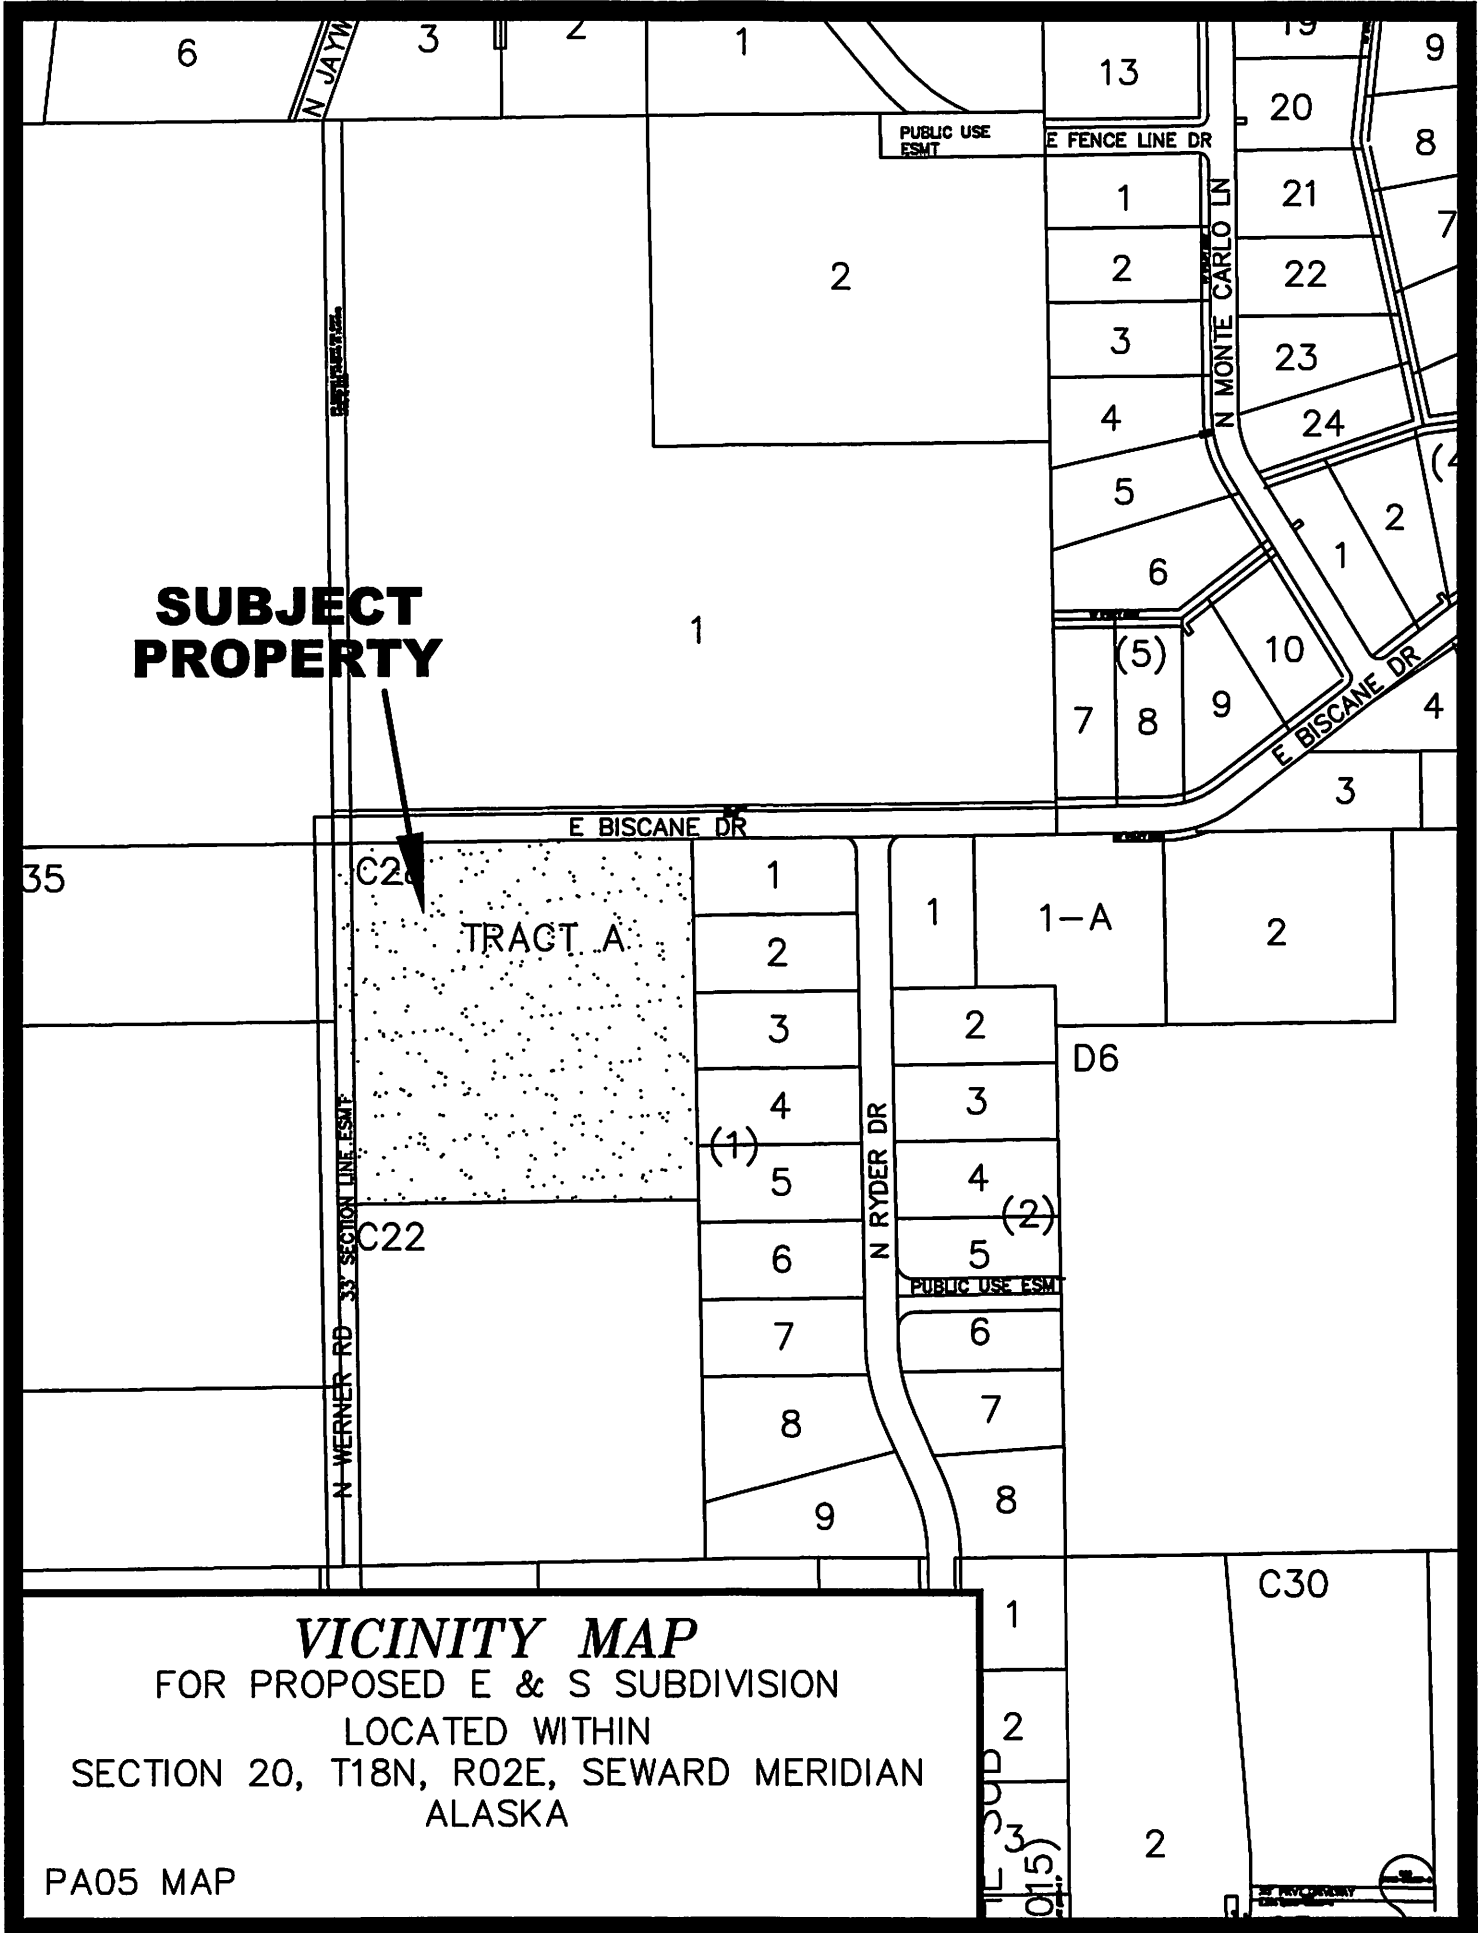 6
N JAYW
3
2
1
13
19
20
9
8
PUBLIC USE
ESMT
E FENCE LINE DR
1
21
7
2
2
22
N MONTE CARLO LN
3
23
4
24
5
2
1
6
SUBJECT
PROPERTY
1
(5)
10
7
8
9
E BISCANE DR
4
3
E BISCANE DR
35
TRACT A
1
1
1-A
2
2
3
2
D6
4
3
(1)
5
4
N RYDER DR
33' SECTION LINE ESMT
C22
(2)
6
5
PUBLIC USE ESMT
7
6
N WERNER RD
8
7
9
8
C30
1
2
3
2
015)
VICINITY MAP
FOR PROPOSED E & S SUBDIVISION
LOCATED WITHIN
SECTION 20, T18N, R02E, SEWARD MERIDIAN
ALASKA
PA05 MAP